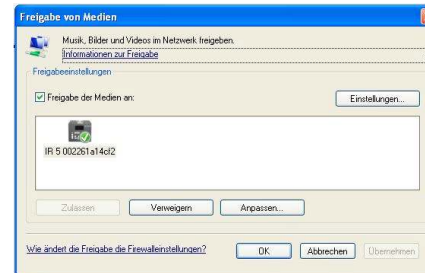 Freigabe von Medien
Musik, Bilder und Videos im Netzwerk freigeben.
Informationen zur Freigabe
Freigabeeinstellungen
Freigabe der Medien an:
Einstellungen...
IR 5 002261a14cf2
Zulassen
Verweigern
Anpassen...
Wie ändert die Freigabe die Firewalleinstellungen?
OK
Abbrechen
Übernehmen